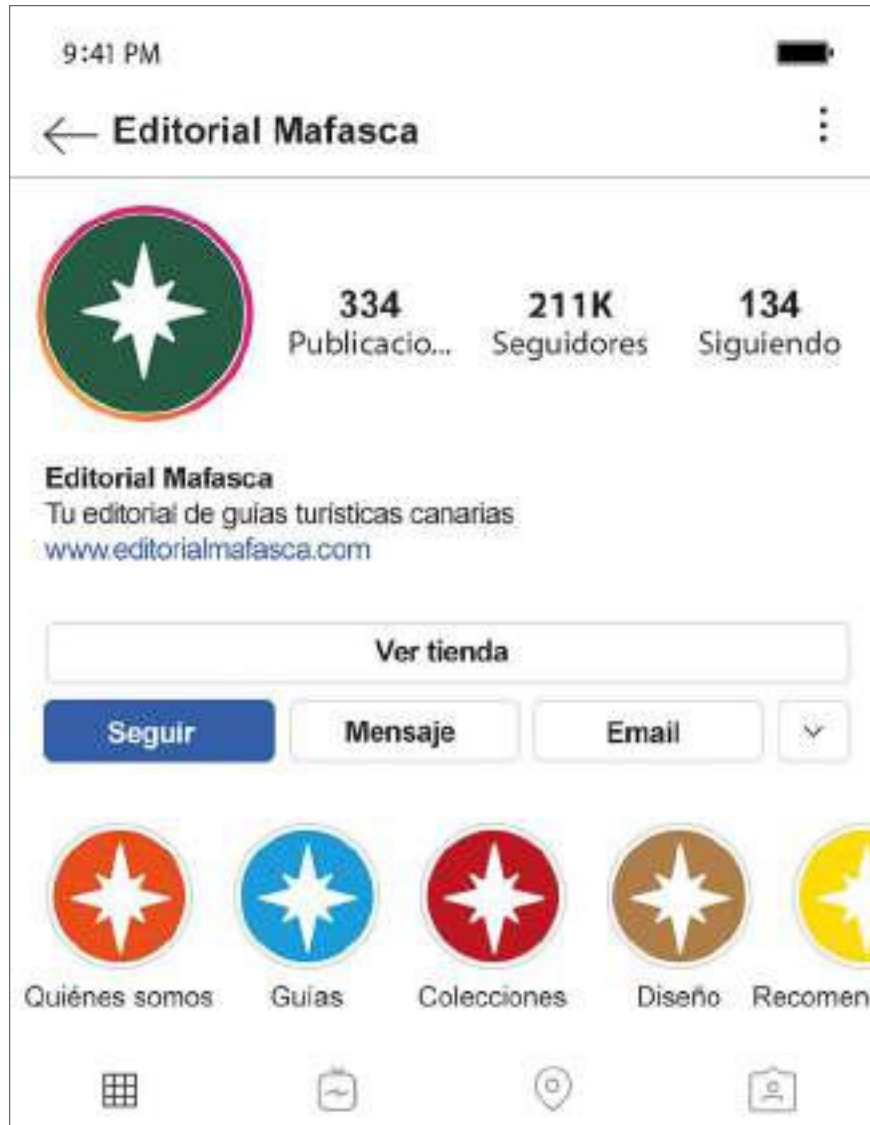 9:41 PM
Editorial Mafasca
334 211K 134
Publicacio... Seguidores Siguiendo
Editorial Mafasca
Tu editorial de guías turísticas canarias
www.editorialmafasca.com
Ver tienda
Seguir Mensaje Email
Quiénes somos Guías Colecciones Diseño Recomen